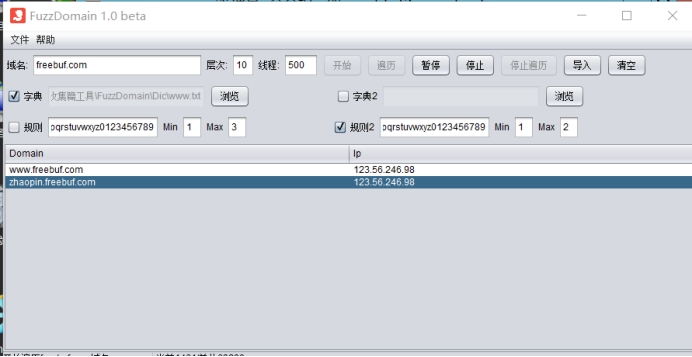 FuzzDomain 1.0 beta
文件 帮助
域名: freebuf.com 层次: 10 线程: 500 开始 遍历 暂停 停止 停止遍历 导入 清空
字典 集篇工具\FuzzDomain\Dic\www.txt 浏览 字典2 浏览
规则 pqrstuvwxyz0123456789 Min 1 Max 3 规则2 pqrstuvwxyz0123456789 Min 1 Max 2
Domain Ip
www.freebuf.com 123.56.246.98
zhaopin.freebuf.com 123.56.246.98